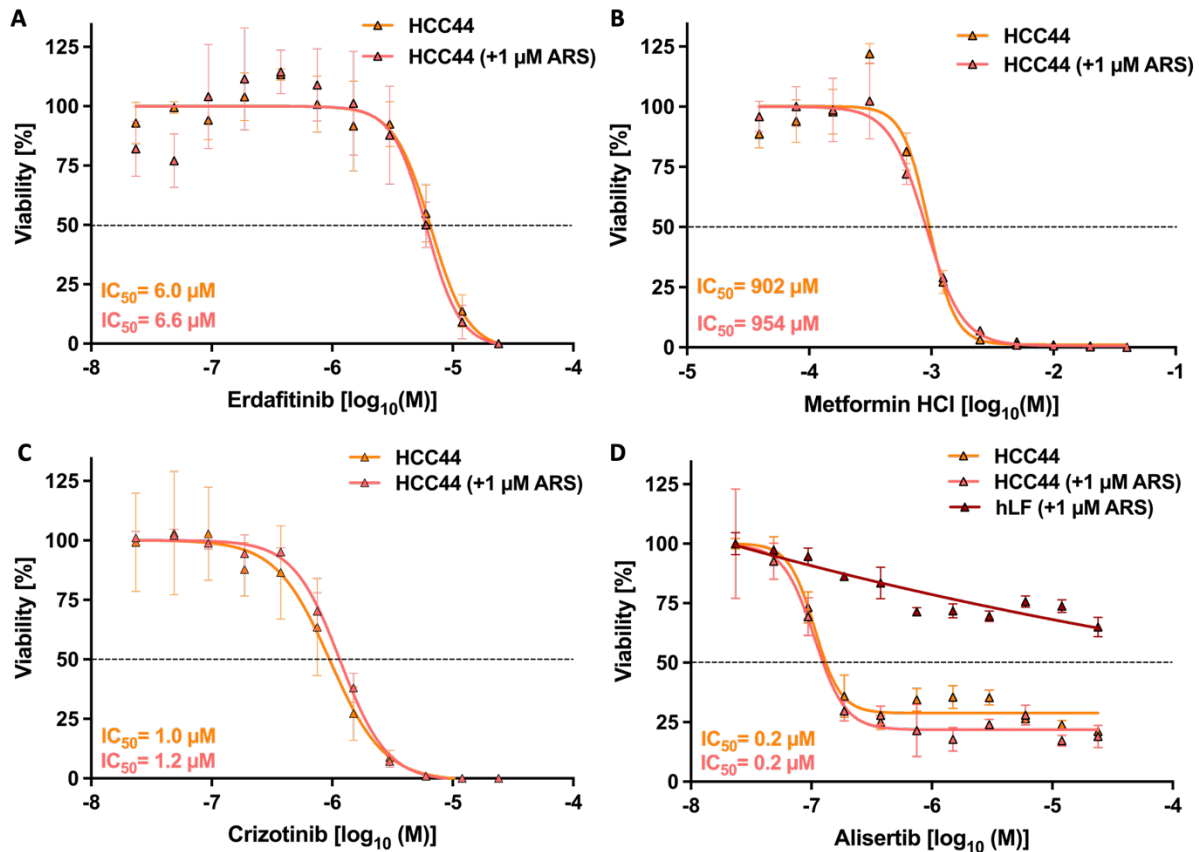 A
HCC44
HCC44 (+1 µM ARS)
Viability [%]
125
100
75
50
25
0
IC50= 6.0 µM
IC50= 6.6 µM
-8 -7 -6 -5 -4
Erdafitinib [log10(M)]
B
HCC44
HCC44 (+1 µM ARS)
Viability [%]
125
100
75
50
25
0
IC50= 902 µM
IC50= 954 µM
-5 -4 -3 -2 -1
Metformin HCl [log10(M)]
C
HCC44
HCC44 (+1 µM ARS)
Viability [%]
125
100
75
50
25
0
IC50= 1.0 µM
IC50= 1.2 µM
-8 -7 -6 -5 -4
Crizotinib [log10 (M)]
D
HCC44
HCC44 (+1 µM ARS)
hLF (+1 µM ARS)
Viability [%]
125
100
75
50
25
0
IC50= 0.2 µM
IC50= 0.2 µM
-8 -7 -6 -5 -4
Alisertib [log10 (M)]